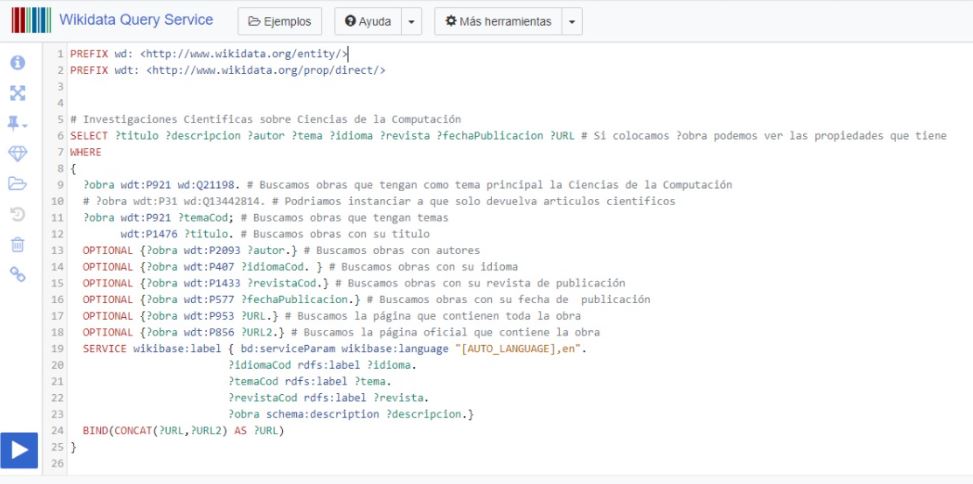 Wikidata Query Service Ejemplos Ayuda Más herramientas
1 PREFIX wd: <http://www.wikidata.org/entity/>
2 PREFIX wdt: <http://www.wikidata.org/prop/direct/>
3
4
5 # Investigaciones Cientificas sobre Ciencias de la Computación
6 SELECT ?titulo ?descripcion ?autor ?tema ?idioma ?revista ?fechaPublicacion ?URL # Si colocamos ?obra podemos ver las propiedades que tiene
7 WHERE
8 {
9 ?obra wdt:P921 wd:Q21198. # Buscamos obras que tengan como tema principal la Ciencias de la Computación
10 # ?obra wdt:P31 wd:Q13442814. # Podriamos instanciar a que solo devuelva articulos cientificos
11 ?obra wdt:P921 ?temaCod; # Buscamos obras que tengan temas
12 wdt:P1476 ?titulo. # Buscamos obras con su titulo
13 OPTIONAL {?obra wdt:P2093 ?autor.} # Buscamos obras con autores
14 OPTIONAL {?obra wdt:P407 ?idiomaCod. } # Buscamos obras con su idioma
15 OPTIONAL {?obra wdt:P1433 ?revistaCod.} # Buscamos obras con su revista de publicación
16 OPTIONAL {?obra wdt:P577 ?fechaPublicacion.} # Buscamos obras con su fecha de  publicación
17 OPTIONAL {?obra wdt:P953 ?URL.} # Buscamos la página que contienen toda la obra
18 OPTIONAL {?obra wdt:P856 ?URL2.} # Buscamos la página oficial que contiene la obra
19 SERVICE wikibase:label { bd:serviceParam wikibase:language "[AUTO_LANGUAGE],en".
20 ?idiomaCod rdfs:label ?idioma.
21 ?temaCod rdfs:label ?tema.
22 ?revistaCod rdfs:label ?revista.
23 ?obra schema:description ?descripcion.}
24 BIND(CONCAT(?URL,?URL2) AS ?URL)
25 }
26